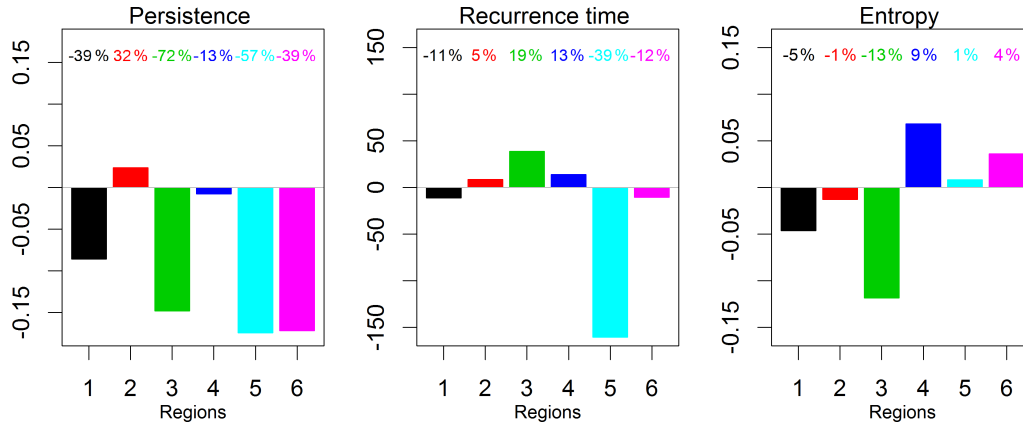 Persistence
-39 % 32 % -72 % -13 % -57 % -39 %
0.15
0.05
-0.05
-0.15
1 2 3 4 5 6
Regions
Recurrence time
-11 % 5 % 19 % 13 % -39 % -12 %
150
50
0
-50
-150
1 2 3 4 5 6
Regions
Entropy
-5 % -1 % -13 % 9 % 1 % 4 %
0.15
0.05
-0.05
-0.15
1 2 3 4 5 6
Regions